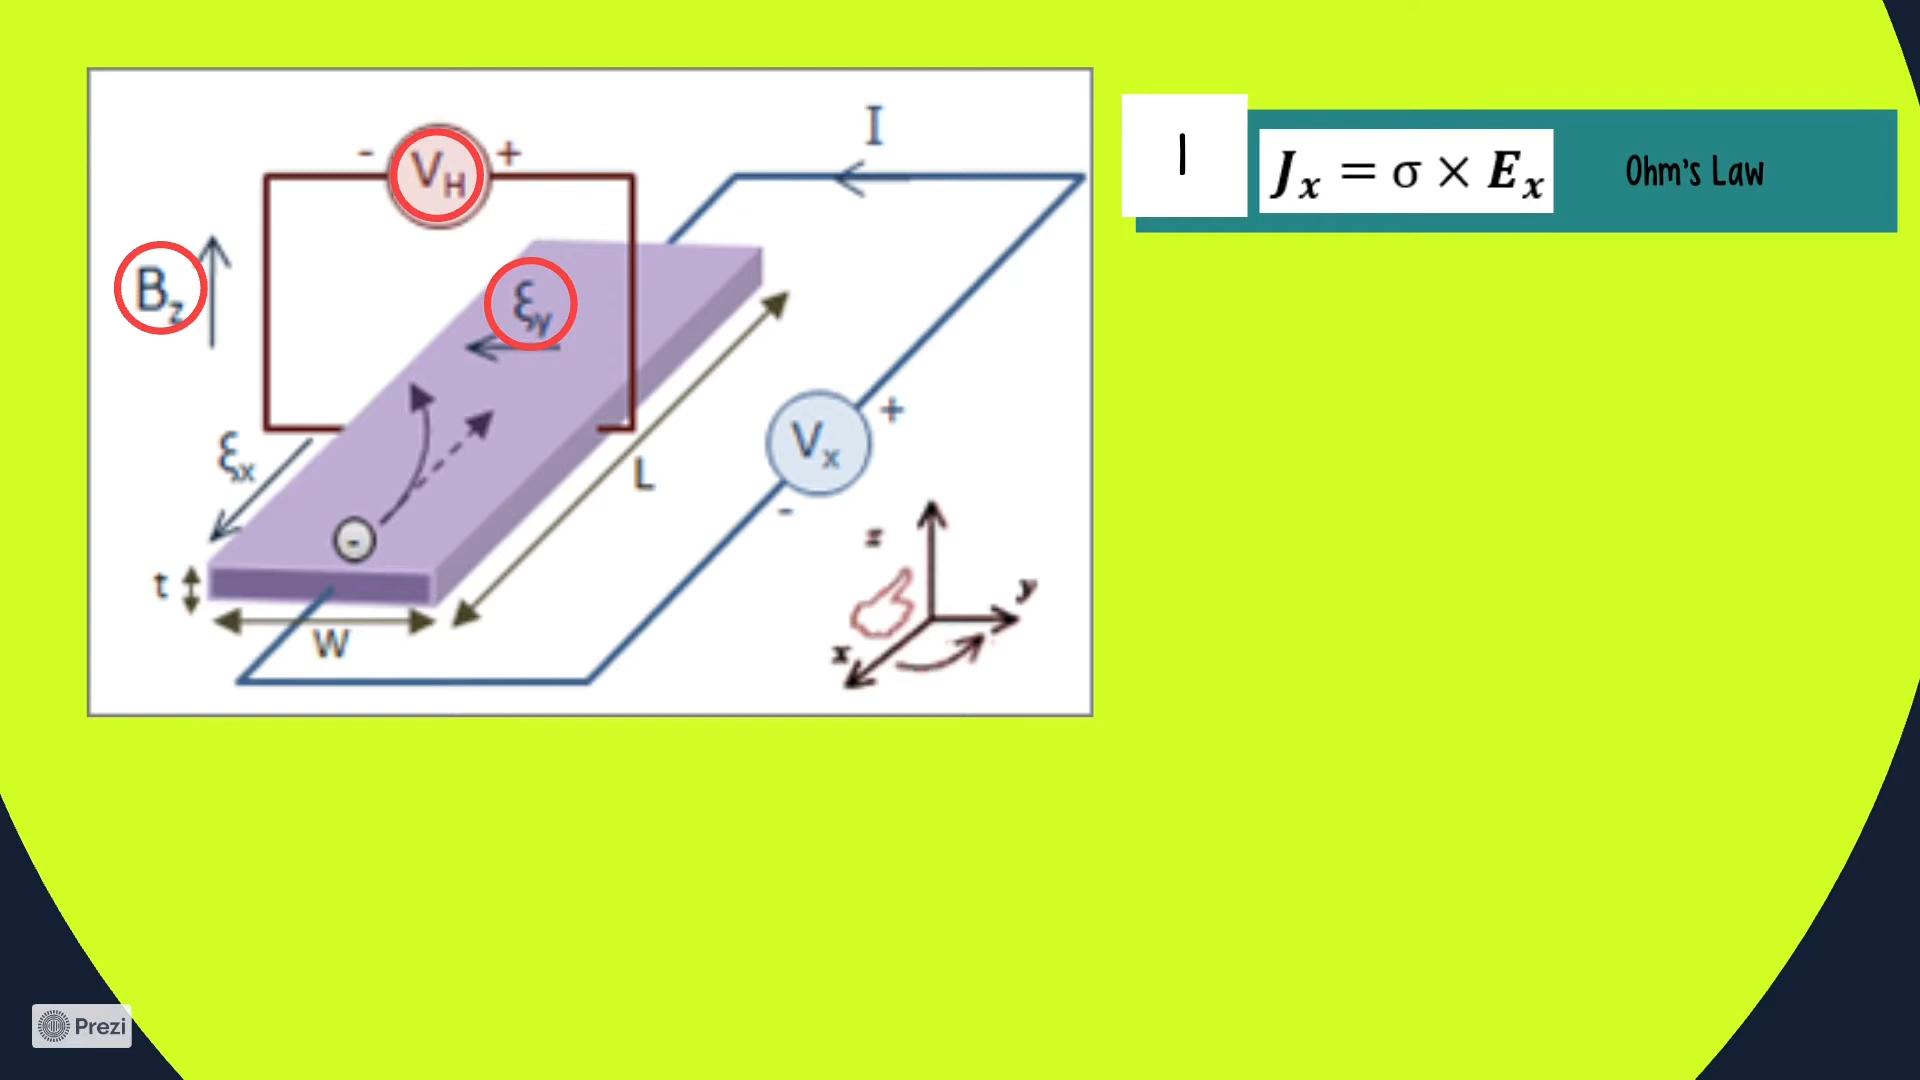 I
- V_H +
B_z
ξ_y
ξ_x
L
V_x
+
-
-
t
W
z
y
x
1
J_x = σ × E_x
Ohm's Law
Prezi